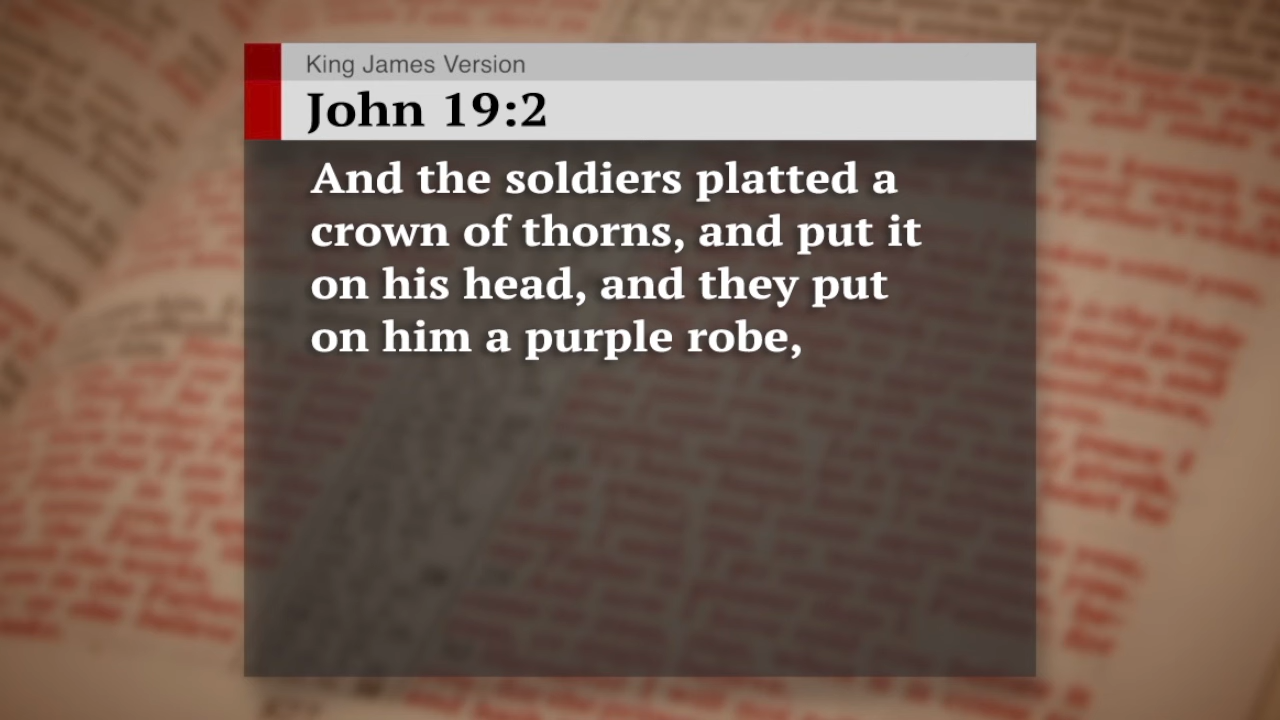 King James Version
John 19:2
And the soldiers platted a
crown of thorns, and put it
on his head, and they put
on him a purple robe,